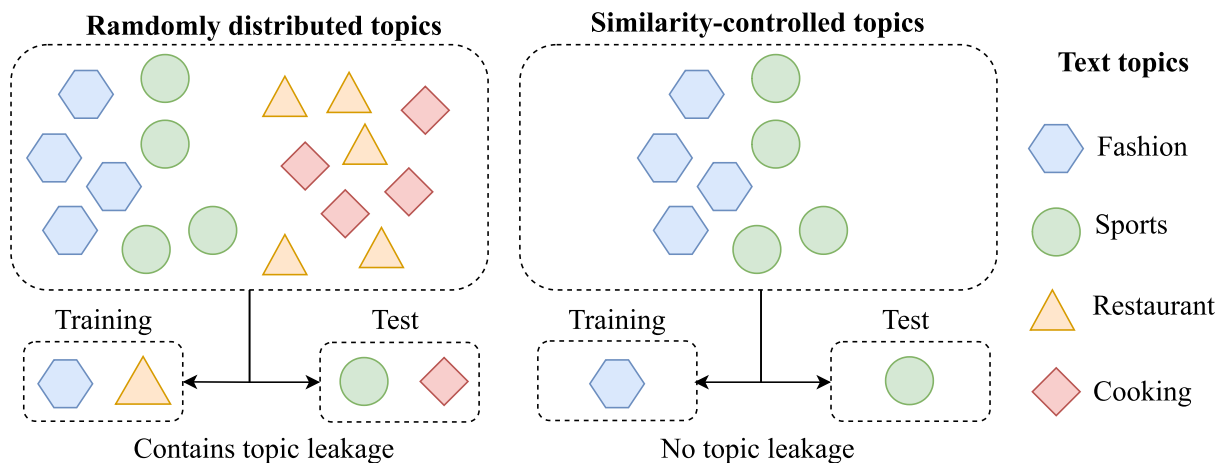 Ramdomly distributed topics
Training
Test
Contains topic leakage
Similarity-controlled topics
Training
Test
No topic leakage
Text topics
Fashion
Sports
Restaurant
Cooking